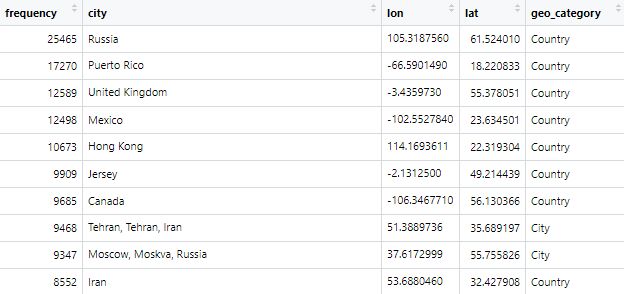 frequency city lon lat geo_category
25465 Russia 105.3187560 61.524010 Country
17270 Puerto Rico -66.5901490 18.220833 Country
12589 United Kingdom -3.4359730 55.378051 Country
12498 Mexico -102.5527840 23.634501 Country
10673 Hong Kong 114.1693611 22.319304 Country
9909 Jersey -2.1312500 49.214439 Country
9685 Canada -106.3467710 56.130366 Country
9468 Tehran, Tehran, Iran 51.3889736 35.689197 City
9347 Moscow, Moskva, Russia 37.6172999 55.755826 City
8552 Iran 53.6880460 32.427908 Country